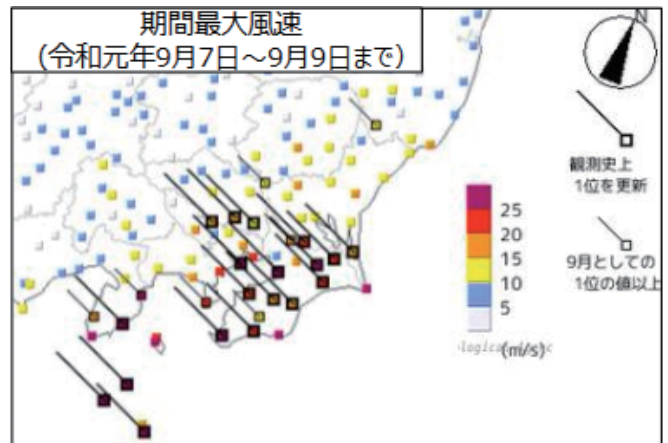 期間最大風速
(令和元年9月7日~9月9日まで)
N
観測史上
1位を更新
9月としての
1位の値以上
25
20
15
10
5
(m/s)